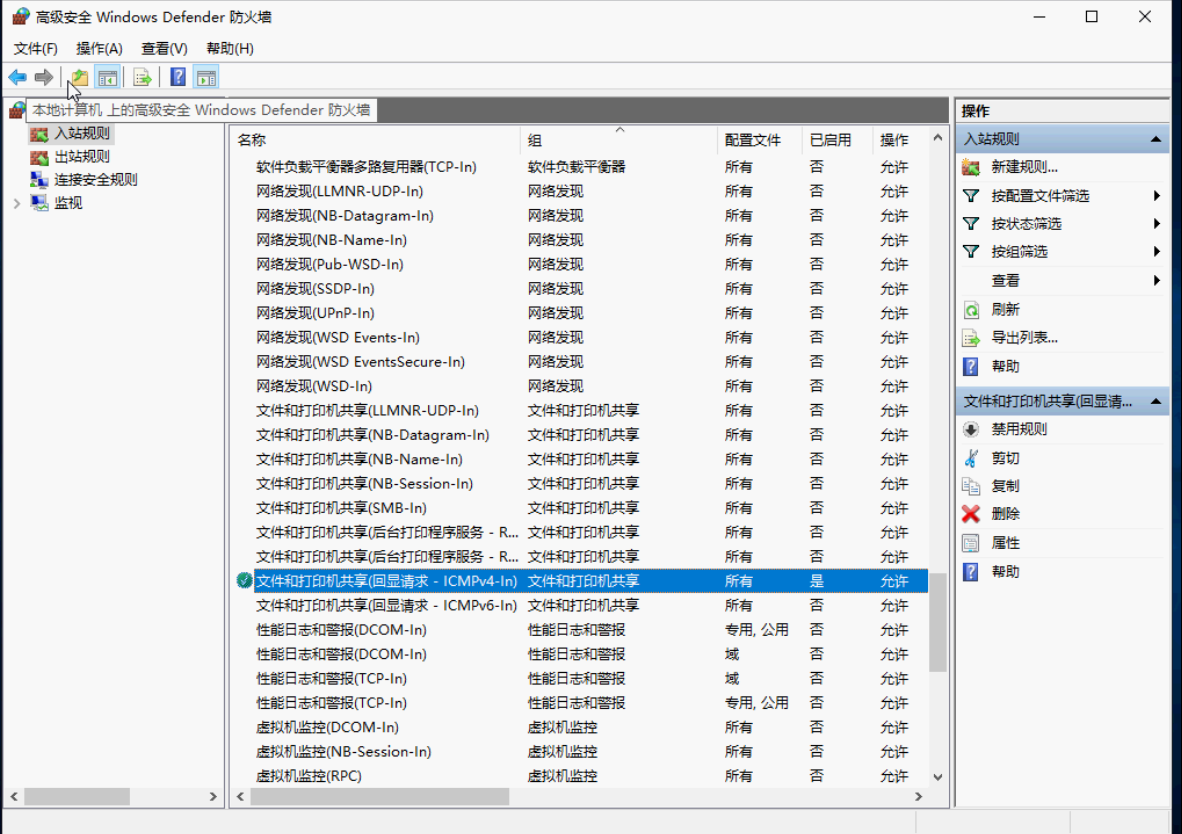 高级安全 Windows Defender 防火墙
文件(F) 操作(A) 查看(V) 帮助(H)
本地计算机 上的高级安全 Windows Defender 防火墙
入站规则
出站规则
连接安全规则
监视
名称 组 配置文件 已启用 操作
软件负载平衡器多路复用器(TCP-In) 软件负载平衡器 所有 否 允许
网络发现(LLMNR-UDP-In) 网络发现 所有 否 允许
网络发现(NB-Datagram-In) 网络发现 所有 否 允许
网络发现(NB-Name-In) 网络发现 所有 否 允许
网络发现(Pub-WSD-In) 网络发现 所有 否 允许
网络发现(SSDP-In) 网络发现 所有 否 允许
网络发现(UPnP-In) 网络发现 所有 否 允许
网络发现(WSD Events-In) 网络发现 所有 否 允许
网络发现(WSD EventsSecure-In) 网络发现 所有 否 允许
网络发现(WSD-In) 网络发现 所有 否 允许
文件和打印机共享(LLMNR-UDP-In) 文件和打印机共享 所有 否 允许
文件和打印机共享(NB-Datagram-In) 文件和打印机共享 所有 否 允许
文件和打印机共享(NB-Name-In) 文件和打印机共享 所有 否 允许
文件和打印机共享(NB-Session-In) 文件和打印机共享 所有 否 允许
文件和打印机共享(SMB-In) 文件和打印机共享 所有 否 允许
文件和打印机共享(后台打印程序服务 - R... 文件和打印机共享 所有 否 允许
文件和打印机共享(后台打印程序服务 - R... 文件和打印机共享 所有 否 允许
文件和打印机共享(回显请求 - ICMPv4-In) 文件和打印机共享 所有 是 允许
文件和打印机共享(回显请求 - ICMPv6-In) 文件和打印机共享 所有 否 允许
性能日志和警报(DCOM-In) 性能日志和警报 专用, 公用 否 允许
性能日志和警报(DCOM-In) 性能日志和警报 域 否 允许
性能日志和警报(TCP-In) 性能日志和警报 域 否 允许
性能日志和警报(TCP-In) 性能日志和警报 专用, 公用 否 允许
虚拟机监控(DCOM-In) 虚拟机监控 所有 否 允许
虚拟机监控(NB-Session-In) 虚拟机监控 所有 否 允许
虚拟机监控(RPC) 虚拟机监控 所有 否 允许
操作
入站规则
新建规则...
按配置文件筛选
按状态筛选
按组筛选
查看
刷新
导出列表...
帮助
文件和打印机共享(回显请...
禁用规则
剪切
复制
删除
属性
帮助